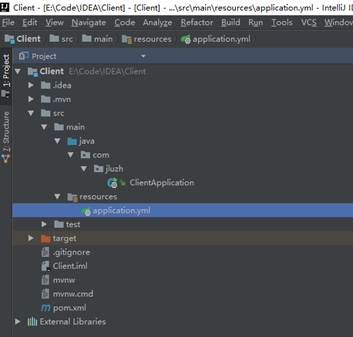 Client - [E:\Code\IDEA\Client] - [Client] - ...\src\main\resources\application.yml - IntelliJ ID
File Edit View Navigate Code Analyze Refactor Build Run Tools VCS Window Help
Client src main resources application.yml
1: Project
7: Structure
Project
Client E:\Code\IDEA\Client
.idea
.mvn
src
main
java
com
jluzh
ClientApplication
resources
application.yml
test
target
.gitignore
Client.iml
mvnw
mvnw.cmd
pom.xml
External Libraries